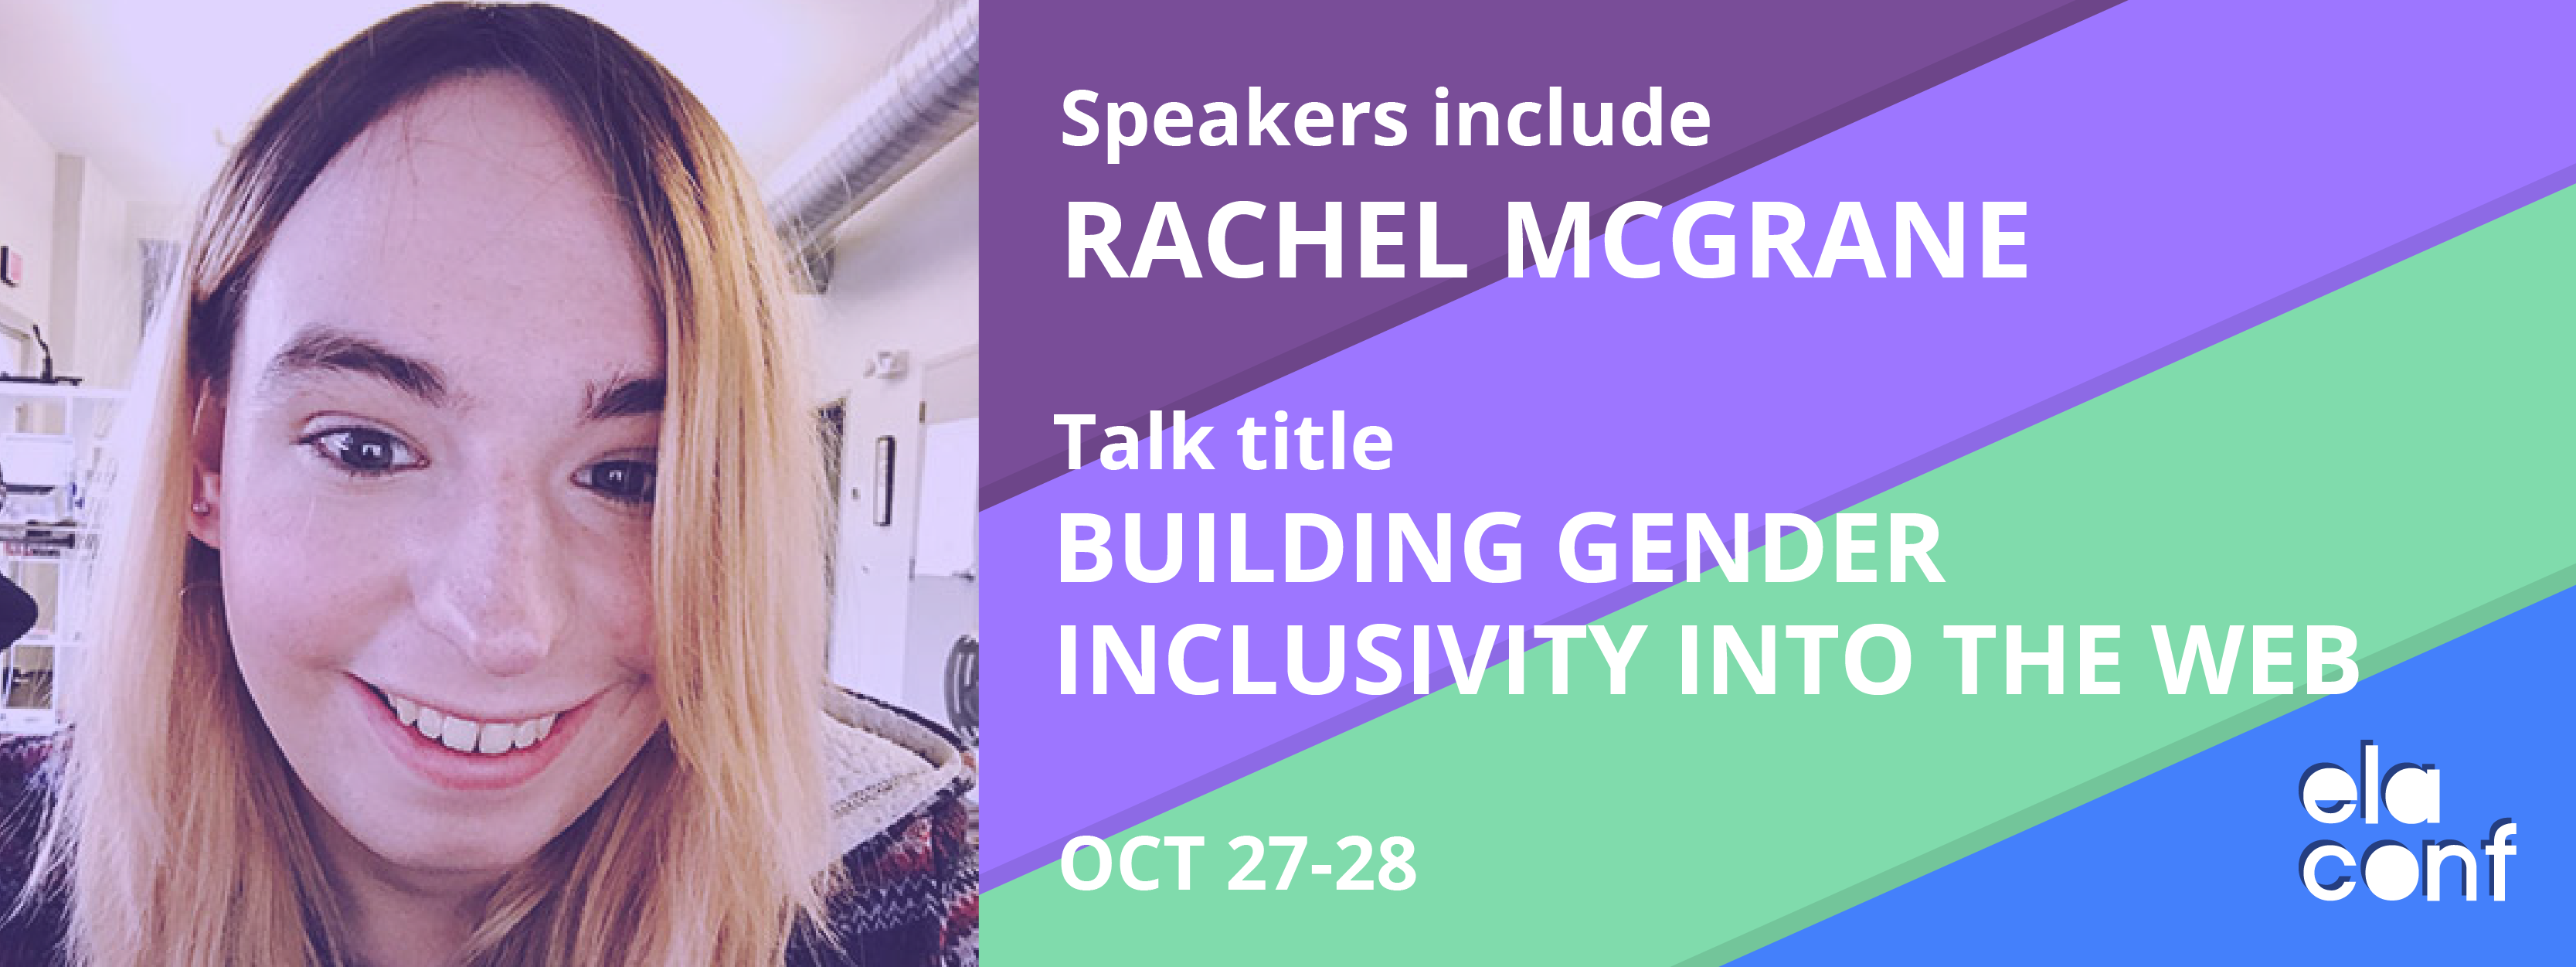 Speakers include
RACHEL MCGRANE
Talk title
BUILDING GENDER
INCLUSIVITY INTO THE WEB
OCT 27-28
ela
conf